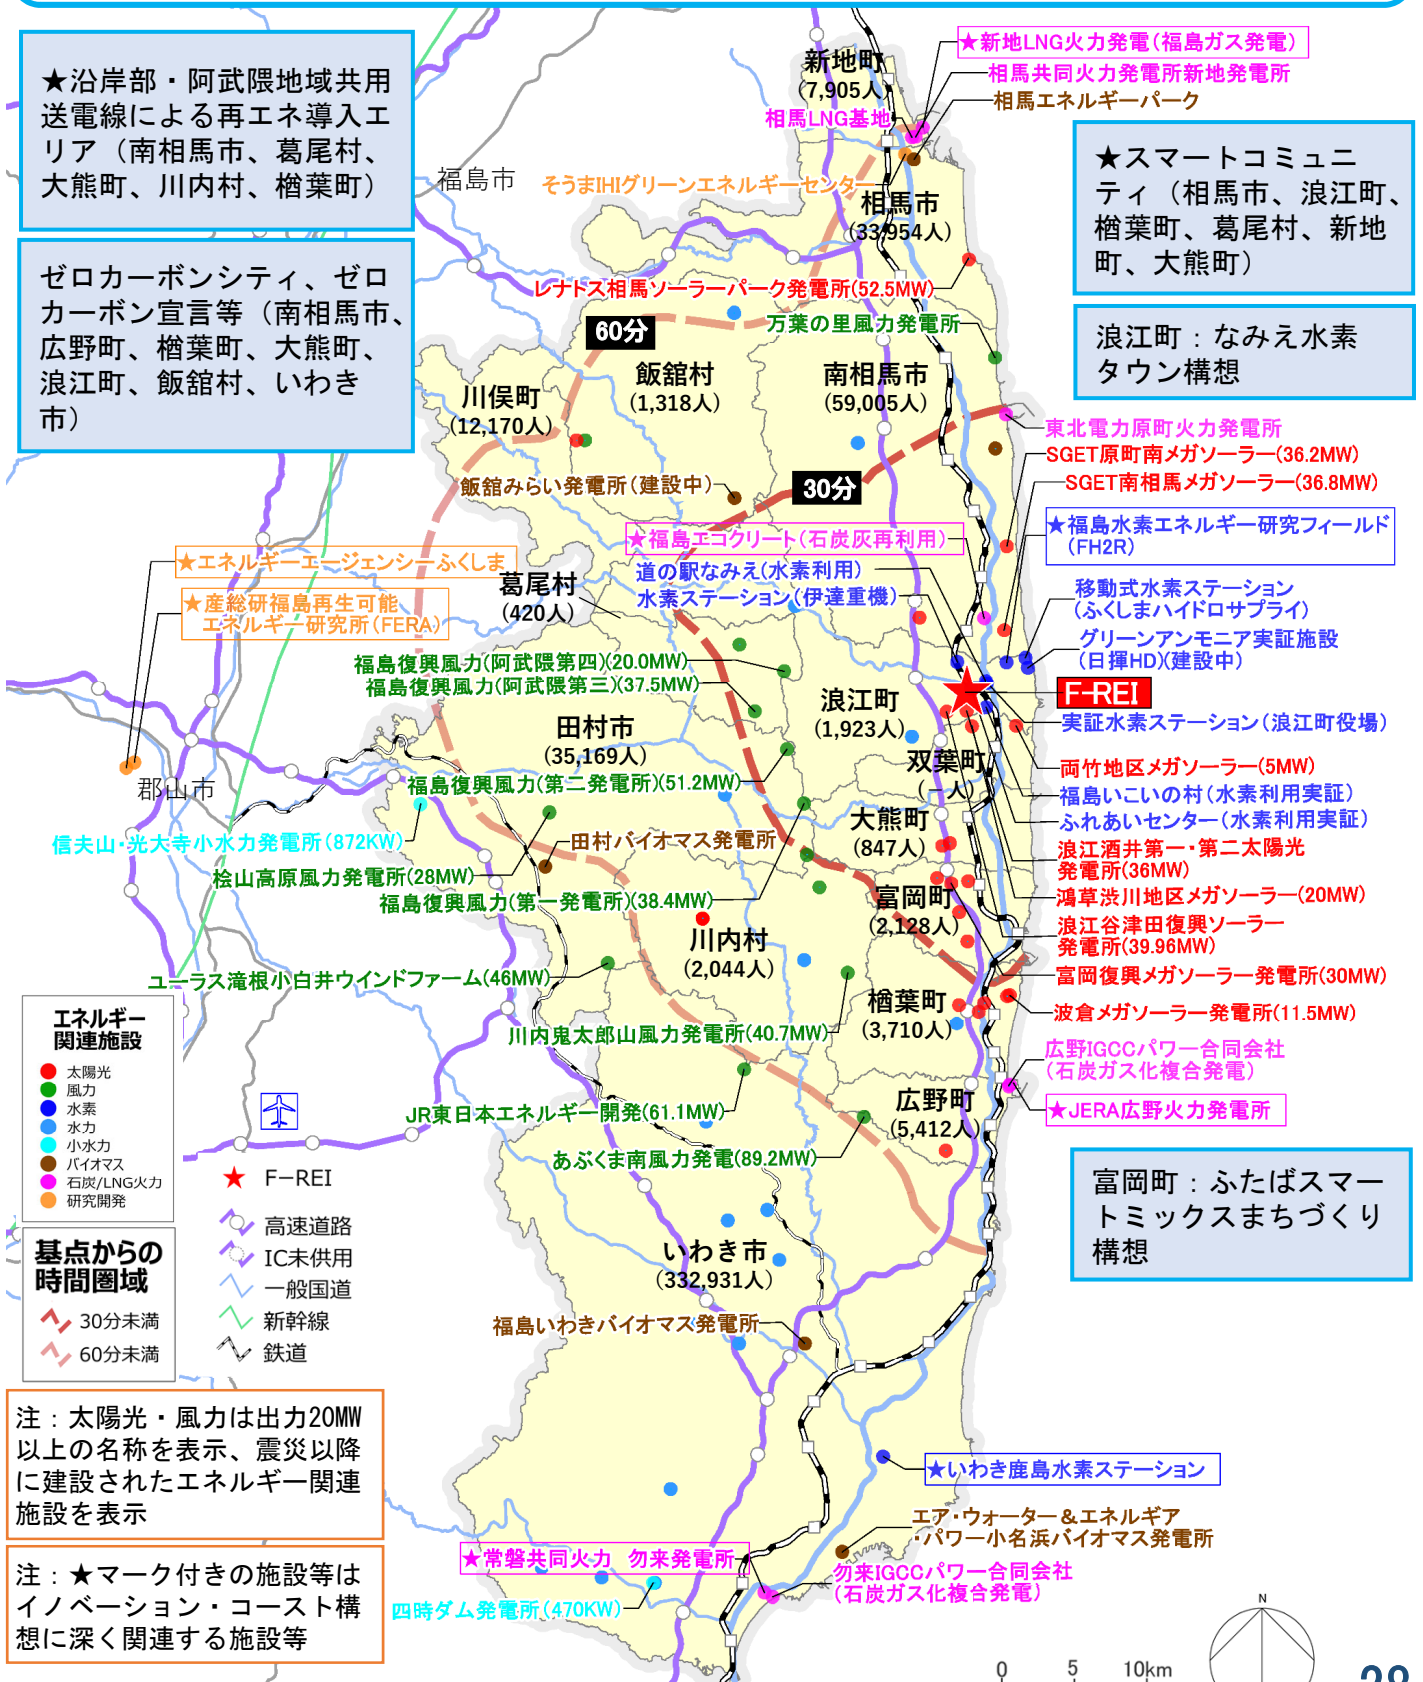 ★沿岸部・阿武隈地域共用
送電線による再エネ導入エ
リア（南相馬市、葛尾村、
大熊町、川内村、楢葉町）
ゼロカーボンシティ、ゼロ
カーボン宣言等（南相馬市、
広野町、楢葉町、大熊町、
浪江町、飯舘村、いわき
市）
★新地LNG火力発電(福島ガス発電)
相馬共同火力発電所新地発電所
相馬エネルギーパーク
新地町
(7,905人)
相馬LNG基地
福島市
そうまIHIグリーンエネルギーセンター
相馬市
(33,954人)
★スマートコミュニ
ティ（相馬市、浪江町、
楢葉町、葛尾村、新地
町、大熊町）
浪江町：なみえ水素
タウン構想
レナトス相馬ソーラーパーク発電所(52.5MW)
万葉の里風力発電所
60分
飯舘村
(1,318人)
南相馬市
(59,005人)
川俣町
(12,170人)
東北電力原町火力発電所
SGET原町南メガソーラー(36.2MW)
SGET南相馬メガソーラー(36.8MW)
飯舘みらい発電所(建設中)
30分
★福島水素エネルギー研究フィールド
(FH2R)
★福島エコクリート(石炭灰再利用)
道の駅なみえ(水素利用)
水素ステーション(伊達重機)
★エネルギーエージェンシーふくしま
★産総研福島再生可能
エネルギー研究所(FERA)
葛尾村
(420人)
移動式水素ステーション
(ふくしまハイドロサプライ)
グリーンアンモニア実証施設
(日揮HD)(建設中)
F-REI
福島復興風力(阿武隈第四)(20.0MW)
福島復興風力(阿武隈第三)(37.5MW)
浪江町
(1,923人)
田村市
(35,169人)
実証水素ステーション(浪江町役場)
双葉町
(－人)
福島復興風力(第二発電所)(51.2MW)
両竹地区メガソーラー(5MW)
福島いこいの村(水素利用実証)
ふれあいセンター(水素利用実証)
郡山市
大熊町
(847人)
信夫山・光大寺小水力発電所(872KW)
田村バイオマス発電所
浪江酒井第一・第二太陽光
発電所(36MW)
桧山高原風力発電所(28MW)
福島復興風力(第一発電所)(38.4MW)
富岡町
(2,128人)
鴻草渋川地区メガソーラー(20MW)
浪江谷津田復興ソーラー
発電所(39.96MW)
川内村
(2,044人)
富岡復興メガソーラー発電所(30MW)
ユーラス滝根小白井ウインドファーム(46MW)
楢葉町
(3,710人)
波倉メガソーラー発電所(11.5MW)
川内鬼太郎山風力発電所(40.7MW)
広野IGCCパワー合同会社
(石炭ガス化複合発電)
★JERA広野火力発電所
広野町
(5,412人)
JR東日本エネルギー開発(61.1MW)
あぶくま南風力発電(89.2MW)
エネルギー
関連施設
太陽光
風力
水素
水力
小水力
バイオマス
石炭/LNG火力
研究開発
基点からの
時間圏域
30分未満
60分未満
F－REI
高速道路
IC未供用
一般国道
新幹線
鉄道
富岡町：ふたばスマー
トミックスまちづくり
構想
いわき市
(332,931人)
福島いわきバイオマス発電所
注：太陽光・風力は出力20MW
以上の名称を表示、震災以降
に建設されたエネルギー関連
施設を表示
注：★マーク付きの施設等は
イノベーション・コースト構
想に深く関連する施設等
★いわき鹿島水素ステーション
エア・ウォーター＆エネルギア
・パワー小名浜バイオマス発電所
★常磐共同火力　勿来発電所
勿来IGCCパワー合同会社
(石炭ガス化複合発電)
四時ダム発電所(470KW)
N
0 5 10km